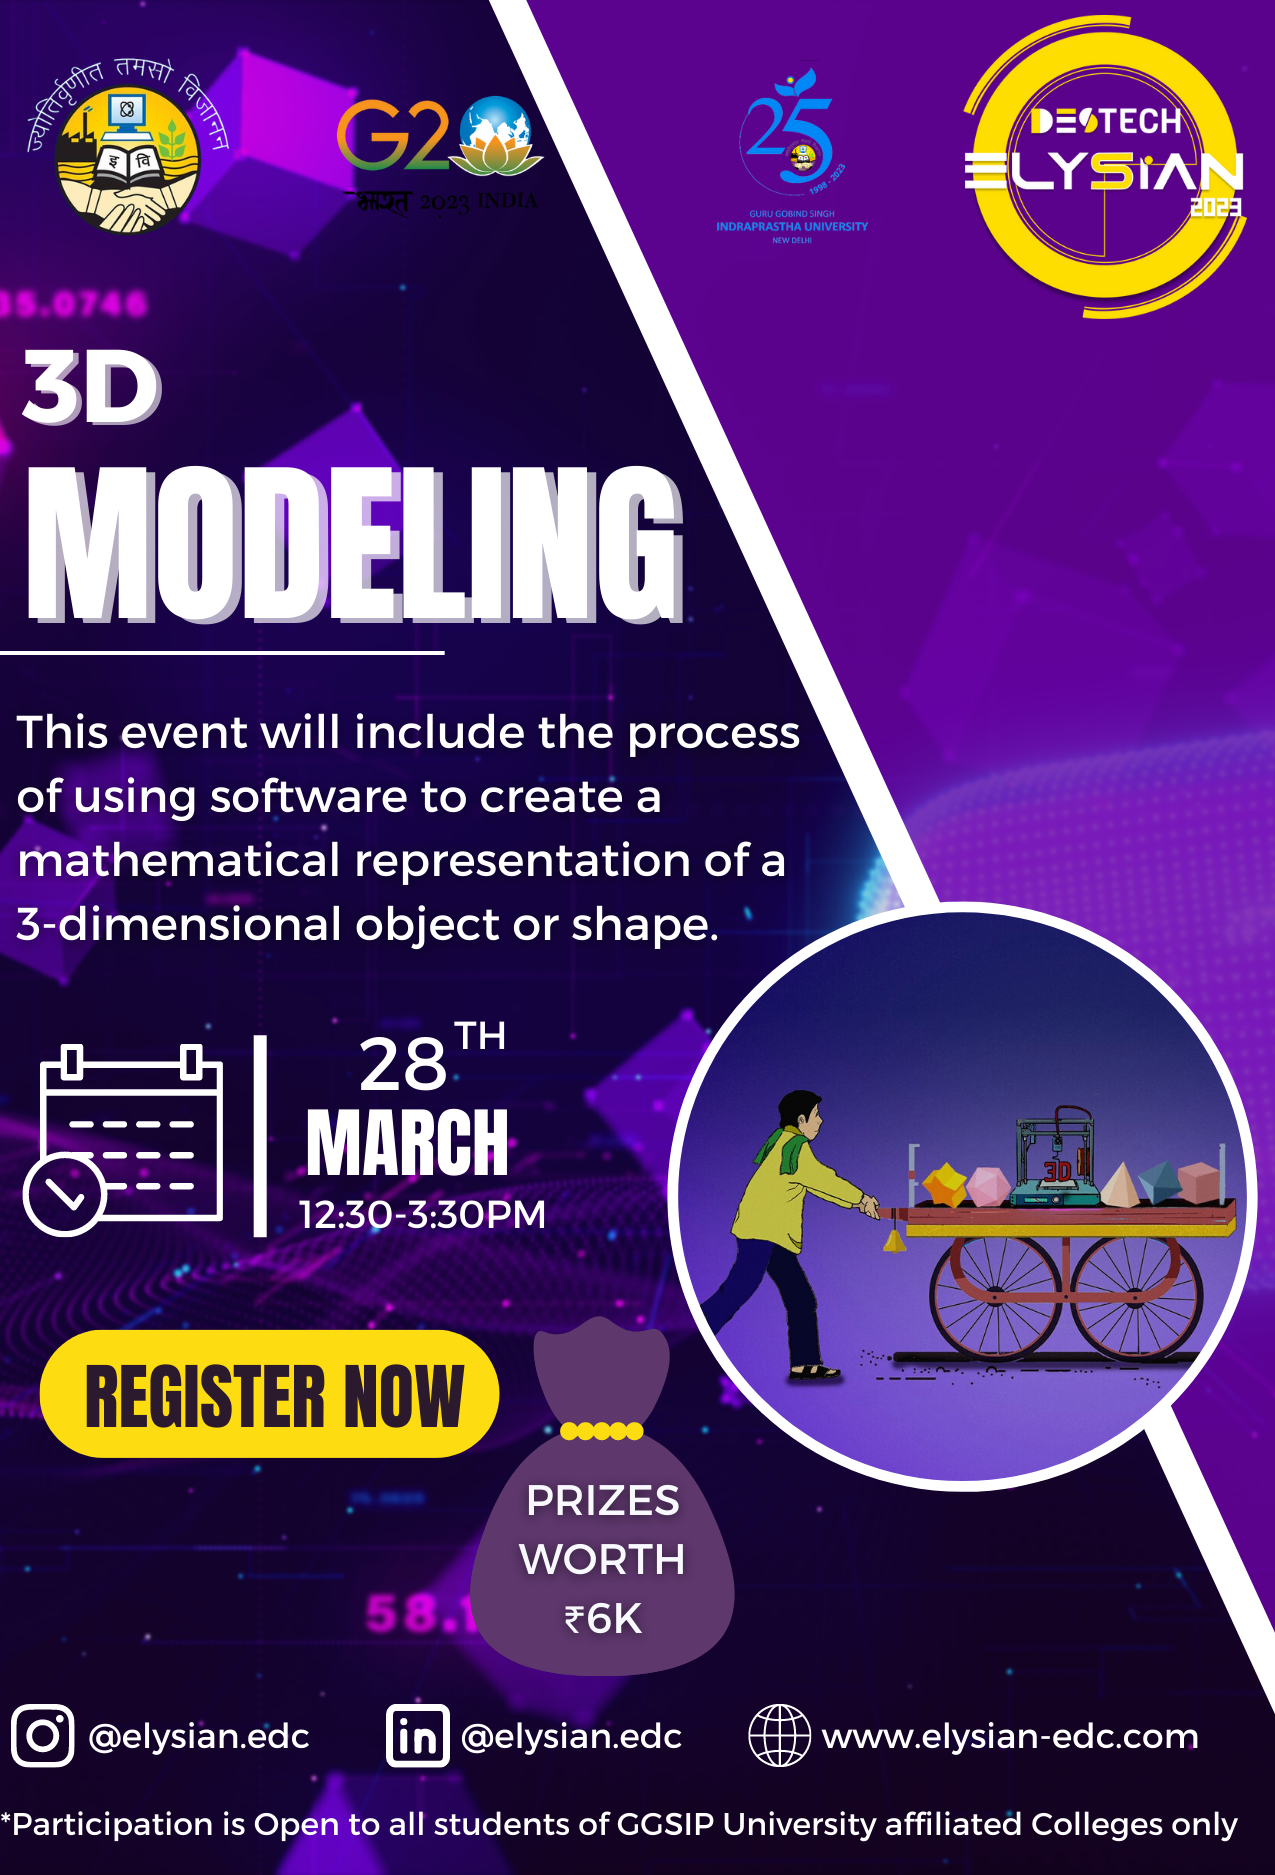 ज्योतिर्वृणीत तमसो विजानन
इ वि
G20
भारत 2023 INDIA
25
1998 - 2023
GURU GOBIND SINGH
INDRAPRASTHA UNIVERSITY
NEW DELHI
DESTECH
ELYSiAN
2023
35.0746
3D
MODELING
This event will include the process
of using software to create a
mathematical representation of a
3-dimensional object or shape.
28TH
MARCH
12:30-3:30PM
3D
REGISTER NOW
PRIZES
WORTH
₹6K
@elysian.edc
@elysian.edc
www.elysian-edc.com
*Participation is Open to all students of GGSIP University affiliated Colleges only